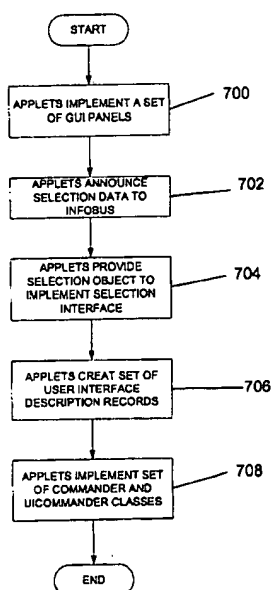 START
APPLETS IMPLEMENT A SET
OF GUI PANELS
700
APPLETS ANNOUNCE
SELECTION DATA TO
INFOBUS
702
APPLETS PROVIDE
SELECTION OBJECT TO
IMPLEMENT SELECTION
INTERFACE
704
APPLETS CREAT SET OF
USER INTERFACE
DESCRIPTION RECORDS
706
APPLETS IMPLEMENT SET
OF COMMANDER AND
UICOMMANDER CLASSES
708
END